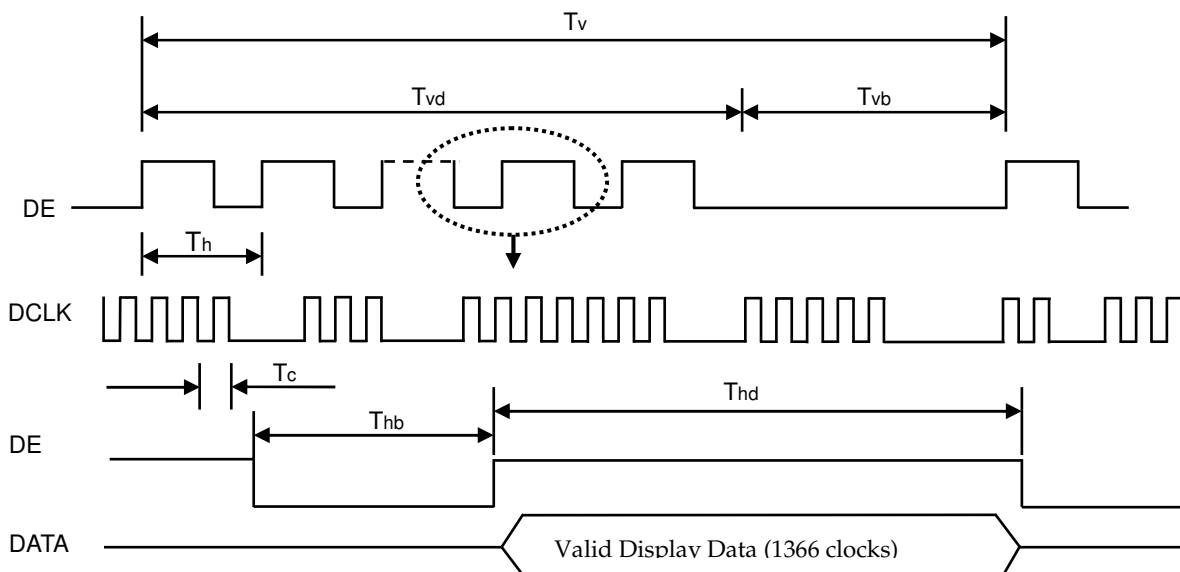 Tv
Tvd
Tvb
DE
Th
DCLK
Tc
Thd
Thb
DE
DATA
Valid Display Data (1366 clocks)